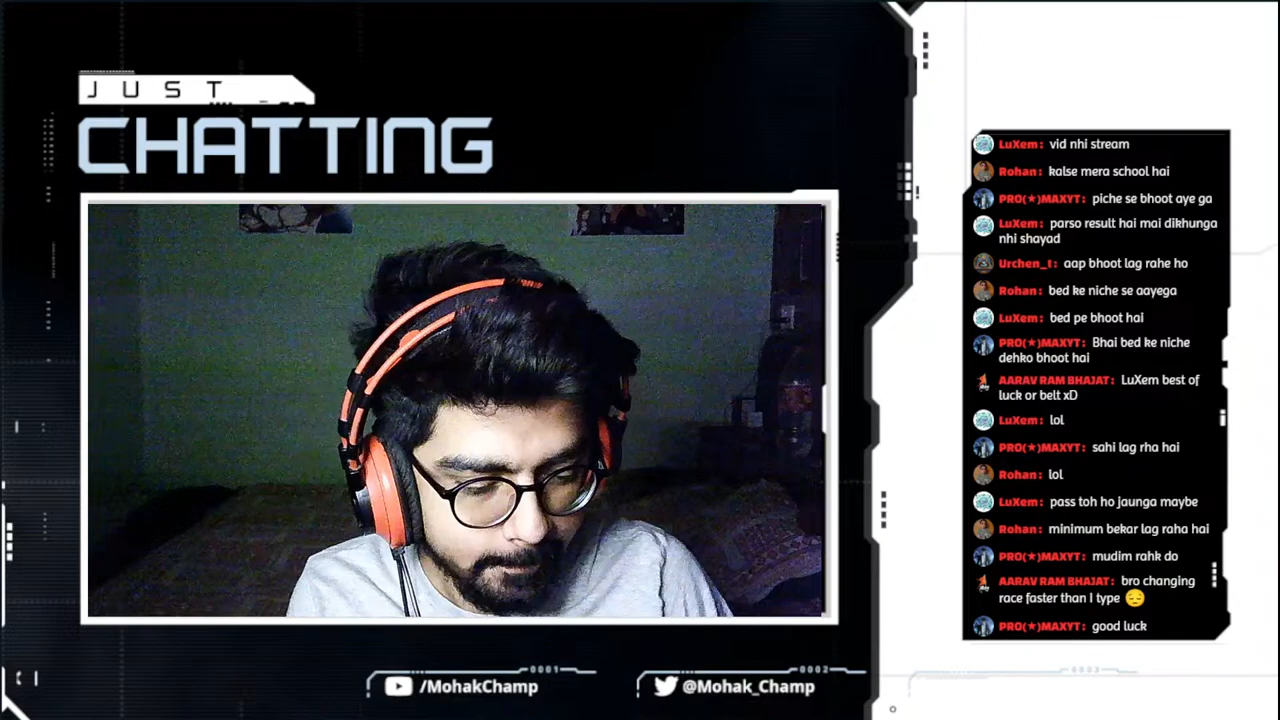 JUST
CHATTING
LuXem: vid nhi stream
Rohan: kalse mera school hai
PRO(★)MAXYT: piche se bhoot aye ga
LuXem: parso result hai mai dikhunga
nhi shayad
Urchen_t: aap bhoot lag rahe ho
Rohan: bed ke niche se aayega
LuXem: bed pe bhoot hai
PRO(★)MAXYT: Bhai bed ke niche
dehko bhoot hai
AARAV RAM BHAJAT: LuXem best of
luck or belt xD
LuXem: lol
PRO(★)MAXYT: sahi lag rha hai
Rohan: lol
LuXem: pass toh ho jaunga maybe
Rohan: minimum bekar lag raha hai
PRO(★)MAXYT: mudim rahk do
AARAV RAM BHAJAT: bro changing
race faster than I type 😔
PRO(★)MAXYT: good luck
0001
/MohakChamp
0002
@Mohak_Champ
0003